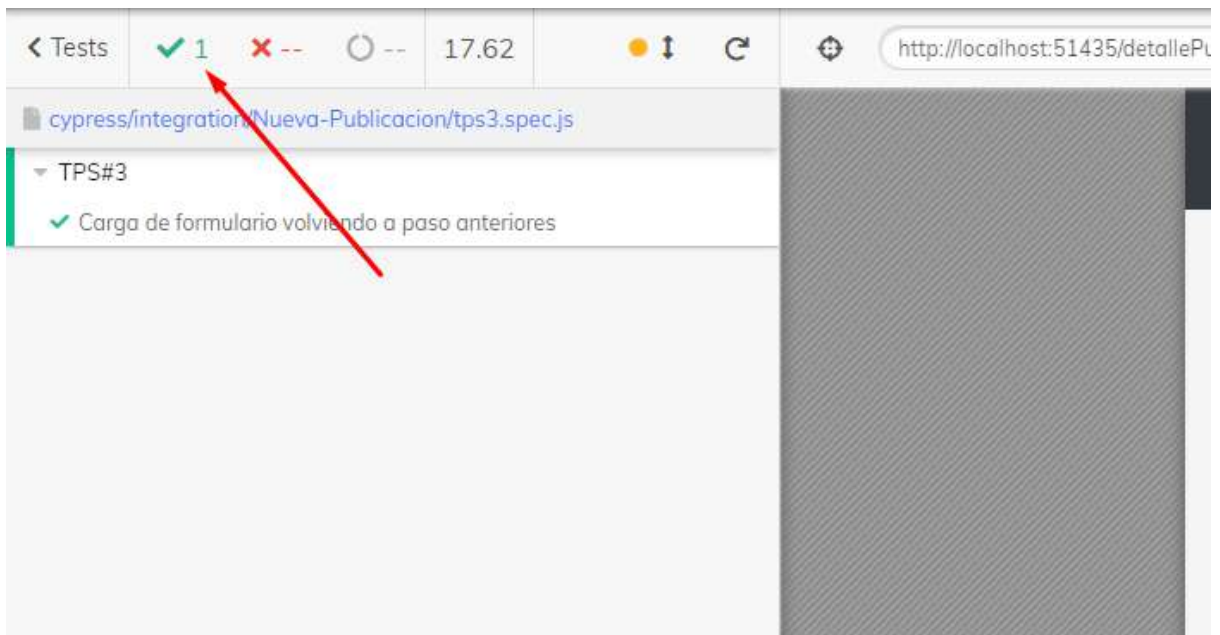 Tests 1 -- -- 17.62 http://localhost:51435/detallePu
cypress/integration/Nueva-Publicacion/tps3.spec.js
TPS#3
Carga de formulario volviendo a paso anteriores